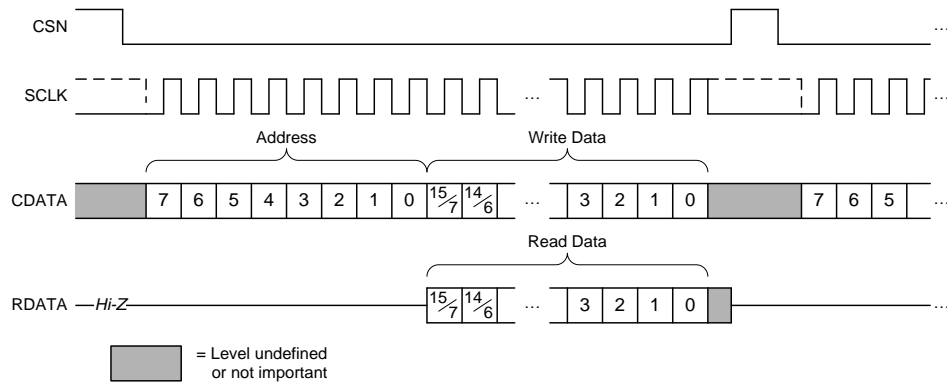 CSN
...
SCLK
...
...
Address
Write Data
CDATA
7 6 5 4 3 2 1 0 15/7 14/6 ... 3 2 1 0 7 6 5 ...
Read Data
RDATA
Hi-Z
15/7 14/6 ... 3 2 1 0 ...
= Level undefined
or not important